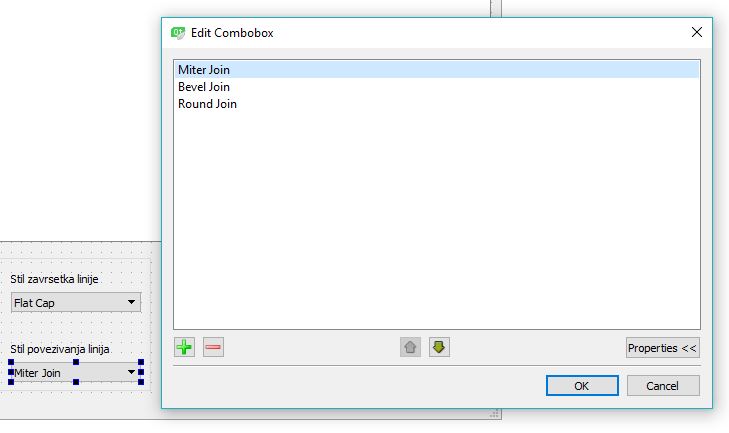 Edit Combobox
Miter Join
Bevel Join
Round Join
Stil zavrsetka linije
Flat Cap
Stil povezivanja linija
Miter Join
Properties <<
OK
Cancel